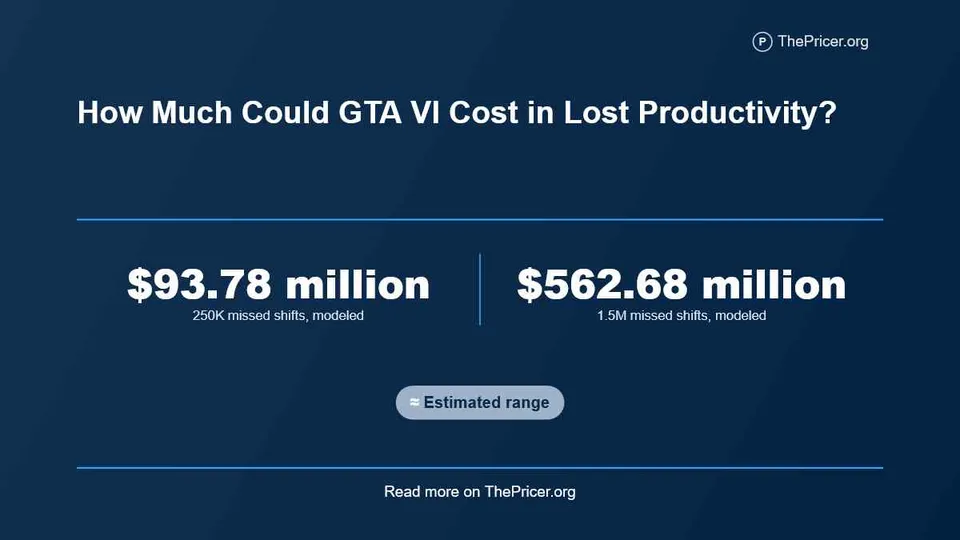 P ThePricer.org
How Much Could GTA VI Cost in Lost Productivity?
$93.78 million
250K missed shifts, modeled
$562.68 million
1.5M missed shifts, modeled
≈ Estimated range
Read more on ThePricer.org